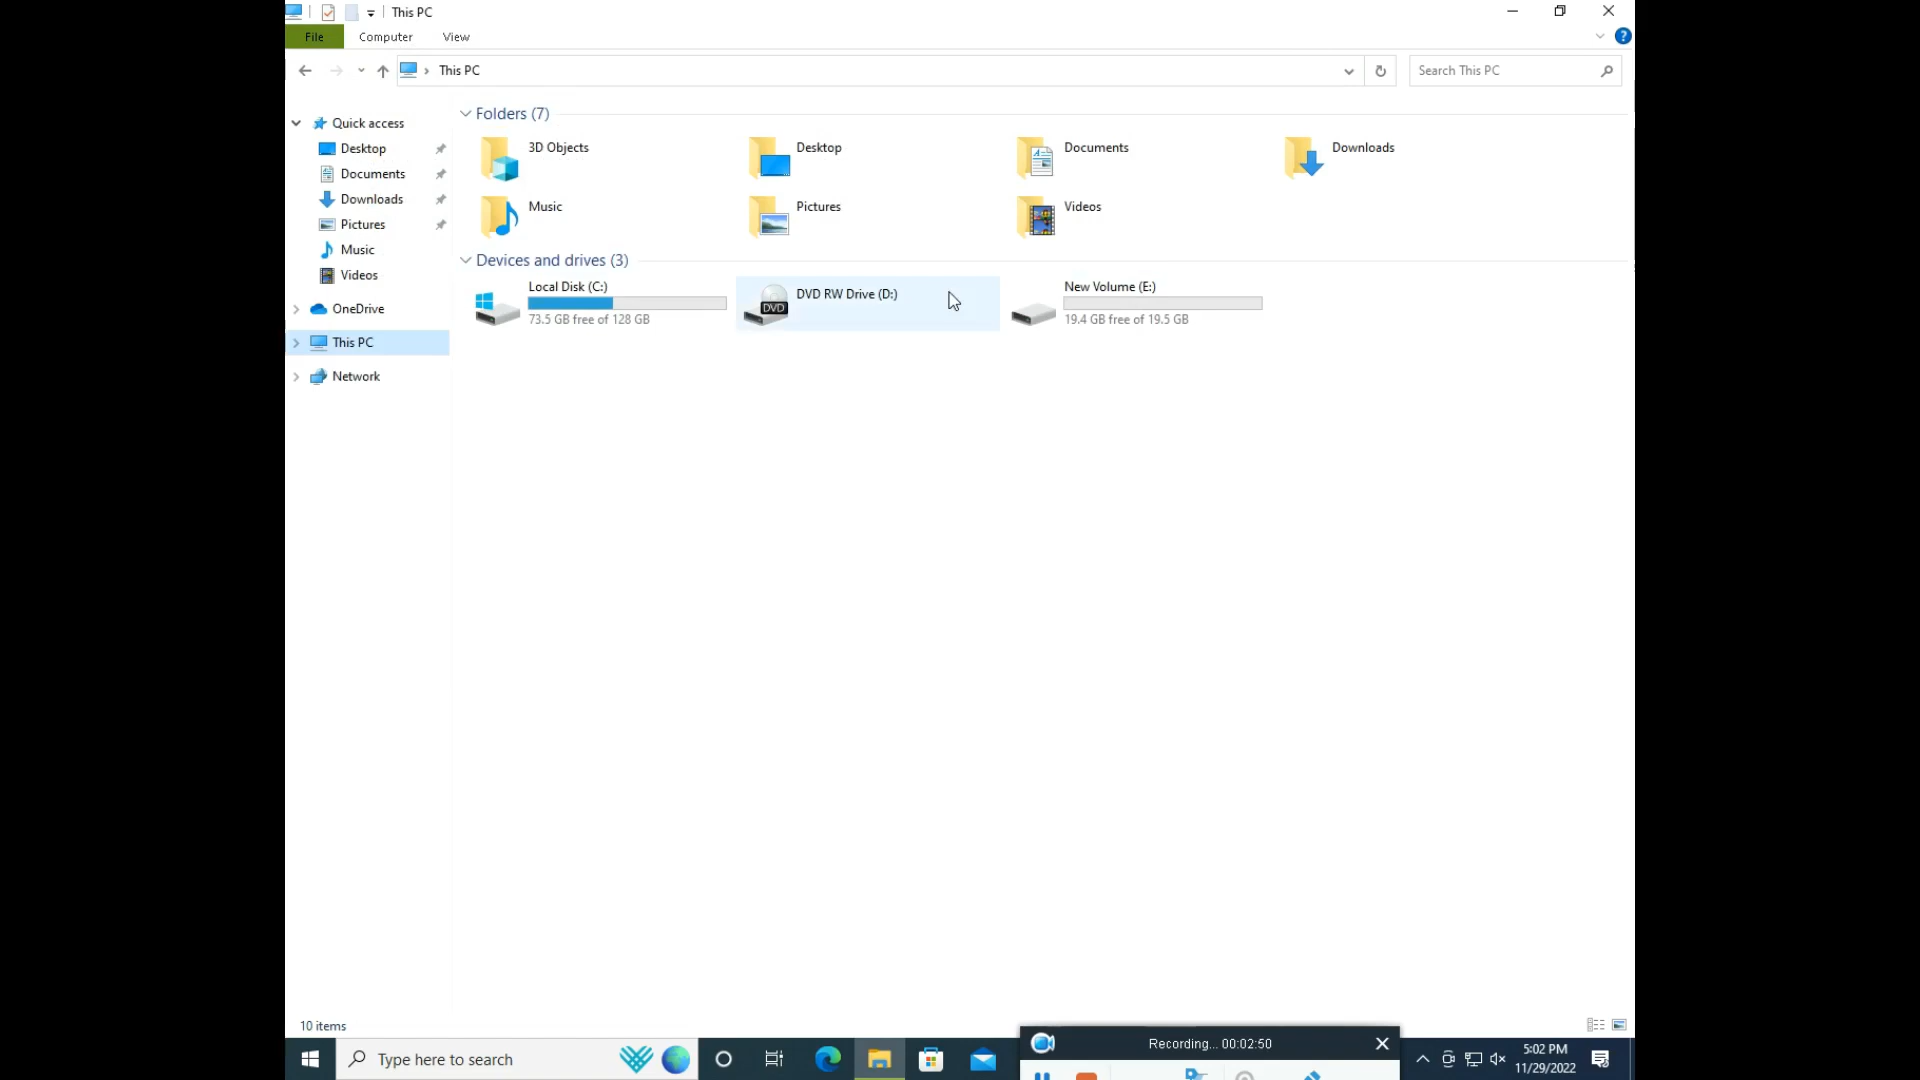 This PC
File Computer View
This PC
Search This PC
Quick access
Desktop
Documents
Downloads
Pictures
Music
Videos
OneDrive
This PC
Network
Folders (7)
3D Objects
Desktop
Documents
Downloads
Music
Pictures
Videos
Devices and drives (3)
Local Disk (C:)
73.5 GB free of 128 GB
DVD
DVD RW Drive (D:)
New Volume (E:)
19.4 GB free of 19.5 GB
10 items
Type here to search
Recording... 00:02:50
5:02 PM
11/29/2022